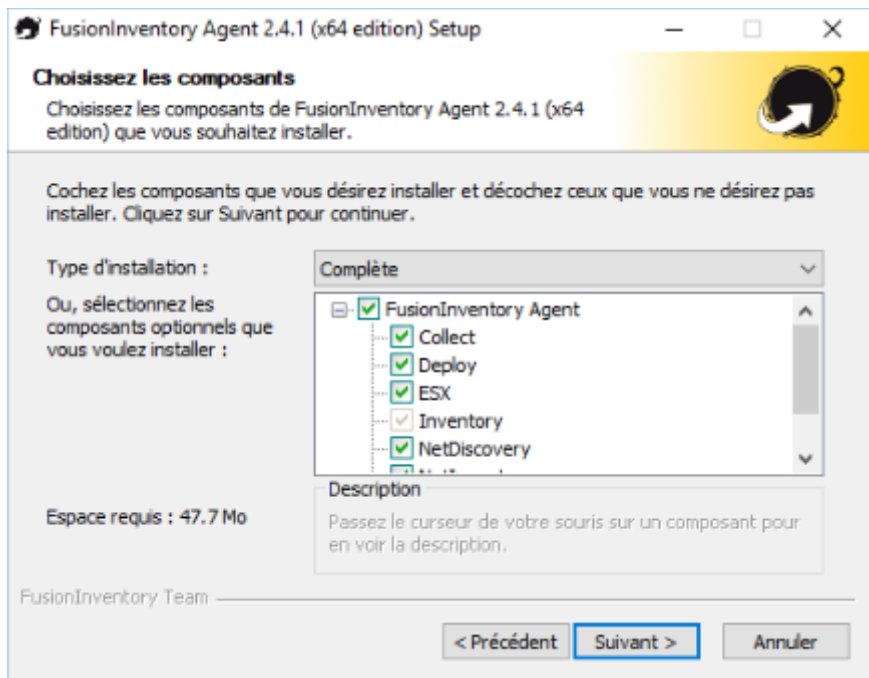 FusionInventory Agent 2.4.1 (x64 edition) Setup
Choisissez les composants
Choisissez les composants de FusionInventory Agent 2.4.1 (x64
edition) que vous souhaitez installer.
Cochez les composants que vous désirez installer et décochez ceux que vous ne désirez pas
installer. Cliquez sur Suivant pour continuer.
Type d'installation :
Complète
Ou, sélectionnez les
composants optionnels que
vous voulez installer :
FusionInventory Agent
Collect
Deploy
ESX
Inventory
NetDiscovery
Espace requis : 47.7 Mo
Description
Passez le curseur de votre souris sur un composant pour
en voir la description.
FusionInventory Team
< Précédent
Suivant >
Annuler